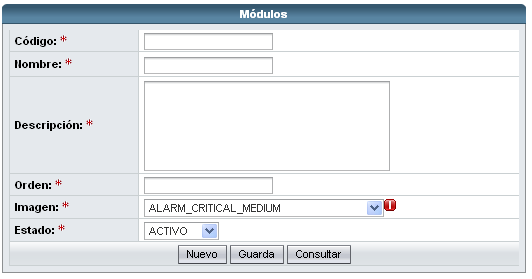 Módulos
Código: *
Nombre: *
Descripción: *
Orden: *
Imagen: * ALARM_CRITICAL_MEDIUM
Estado: * ACTIVO
Nuevo Guarda Consultar